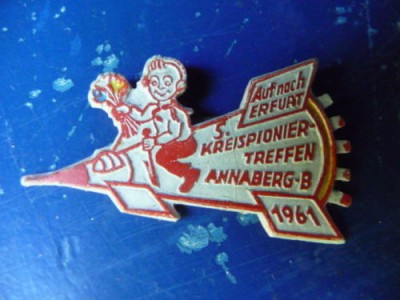 Auf nach
ERFURT
5.
KREISPIONIER-
TREFFEN
ANNABERG-B
1961